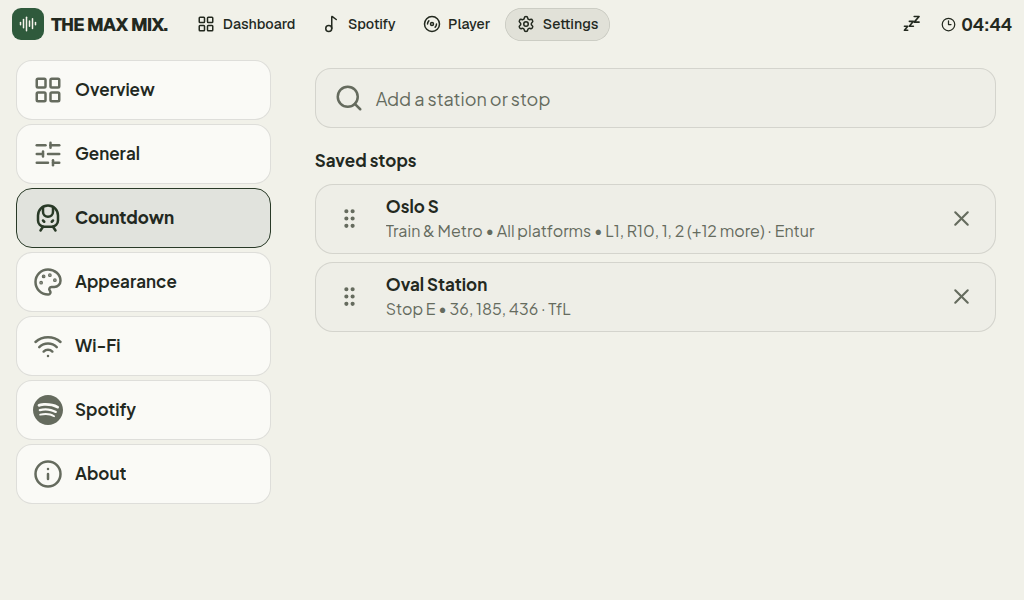 THE MAX MIX.
Dashboard
Spotify
Player
Settings
04:44
Overview
General
Countdown
Appearance
Wi-Fi
Spotify
About
Add a station or stop
Saved stops
Oslo S
Train & Metro • All platforms • L1, R10, 1, 2 (+12 more) · Entur
Oval Station
Stop E • 36, 185, 436 · TfL